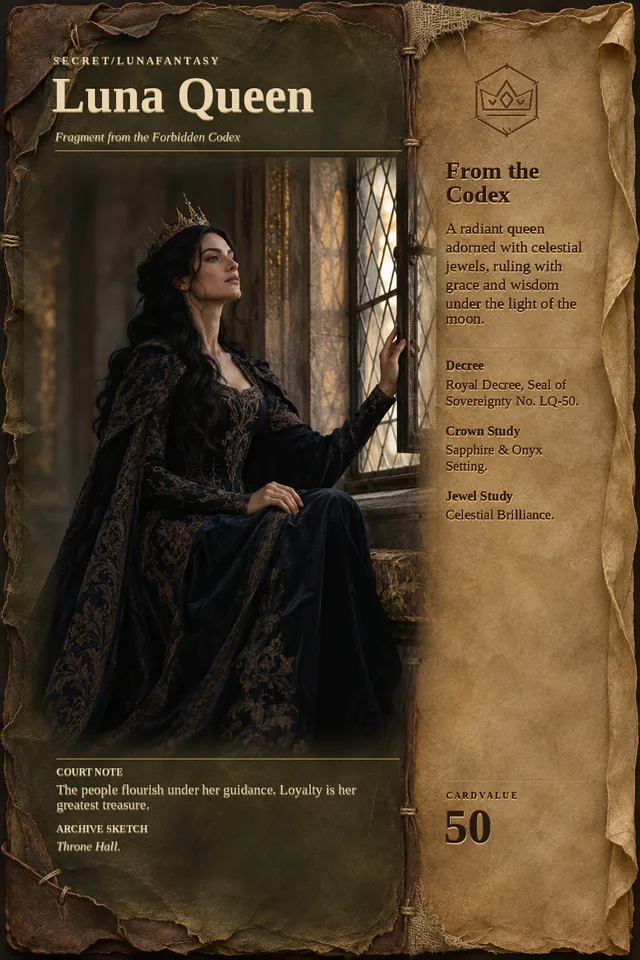 SECRET/LUNAFANTASY
Luna Queen
Fragment from the Forbidden Codex
From the
Codex
A radiant queen
adorned with celestial
jewels, ruling with
grace and wisdom
under the light of the
moon.
Decree
Royal Decree, Seal of
Sovereignty No. LQ-50.
Crown Study
Sapphire & Onyx
Setting.
Jewel Study
Celestial Brilliance.
COURT NOTE
The people flourish under her guidance. Loyalty is her
greatest treasure.
ARCHIVE SKETCH
Throne Hall.
CARDVALUE
50